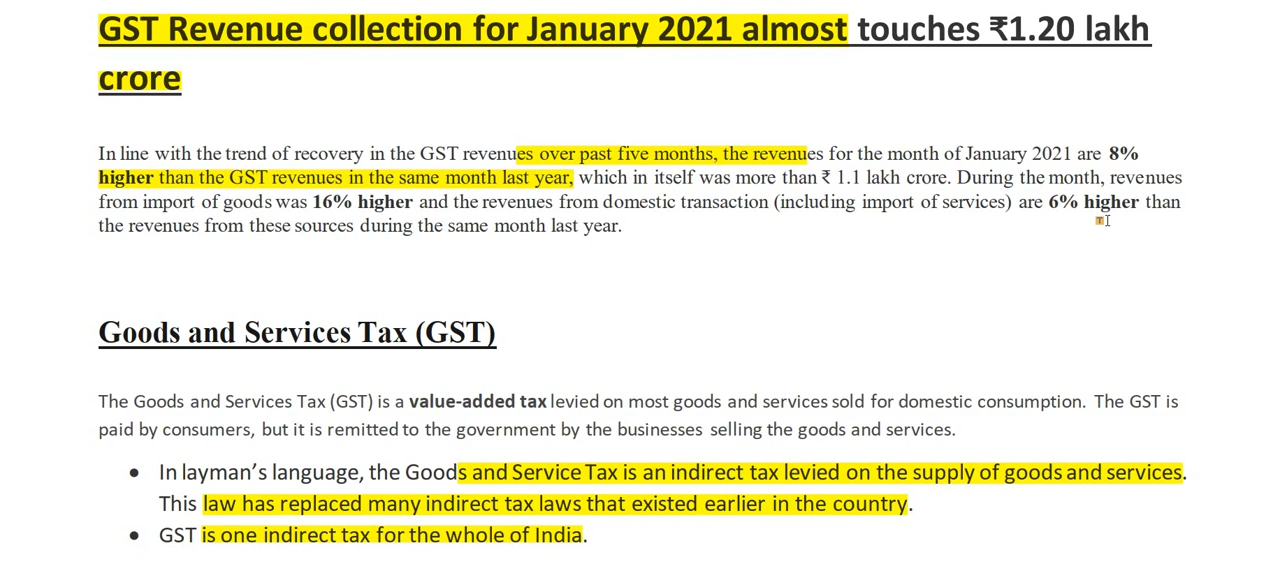 GST Revenue collection for January 2021 almost touches ₹1.20 lakh
crore
In line with the trend of recovery in the GST revenues over past five months, the revenues for the month of January 2021 are 8%
higher than the GST revenues in the same month last year, which in itself was more than ₹ 1.1 lakh crore. During the month, revenues
from import of goods was 16% higher and the revenues from domestic transaction (including import of services) are 6% higher than
the revenues from these sources during the same month last year.
Goods and Services Tax (GST)
The Goods and Services Tax (GST) is a value-added tax levied on most goods and services sold for domestic consumption. The GST is
paid by consumers, but it is remitted to the government by the businesses selling the goods and services.
• In layman’s language, the Goods and Service Tax is an indirect tax levied on the supply of goods and services.
This law has replaced many indirect tax laws that existed earlier in the country.
• GST is one indirect tax for the whole of India.